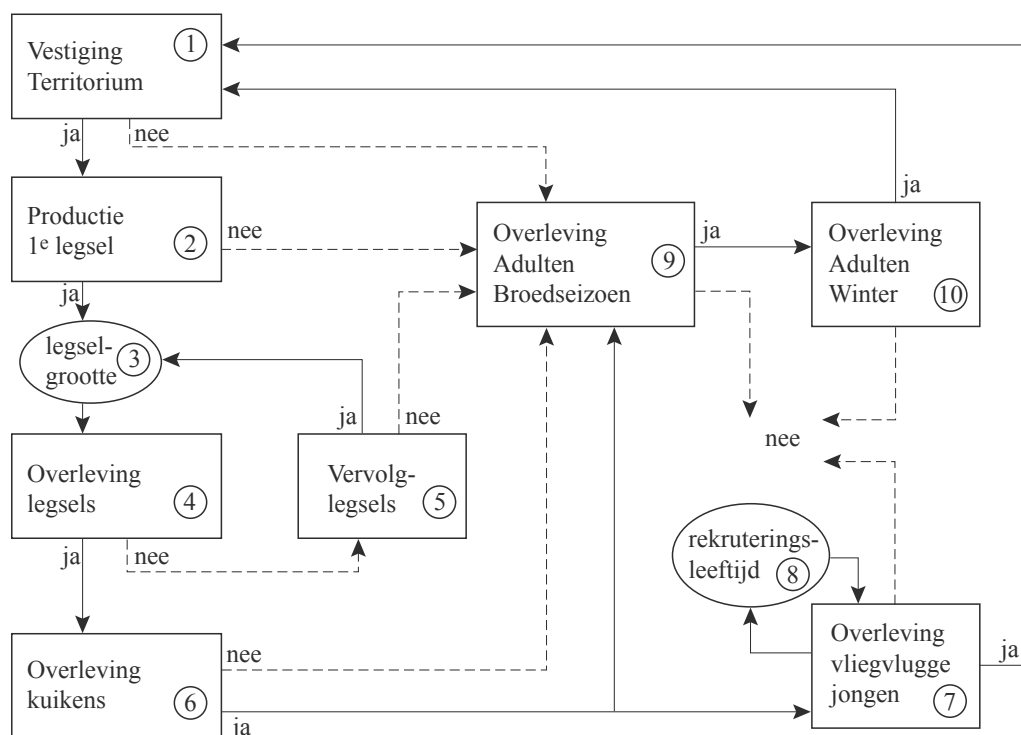 Vestiging
Territorium
1
ja
nee
Productie
1e legsel
2
nee
ja
legsel-
grootte
3
Overleving
legsels
4
ja
nee
Vervolg-
legsels
5
ja
nee
Overleving
kuikens
6
nee
ja
Overleving
Adulten
Broedseizoen
9
ja
Overleving
Adulten
Winter
10
ja
nee
rekruterings-
leeftijd
8
Overleving
vliegvlugge
jongen
7
ja